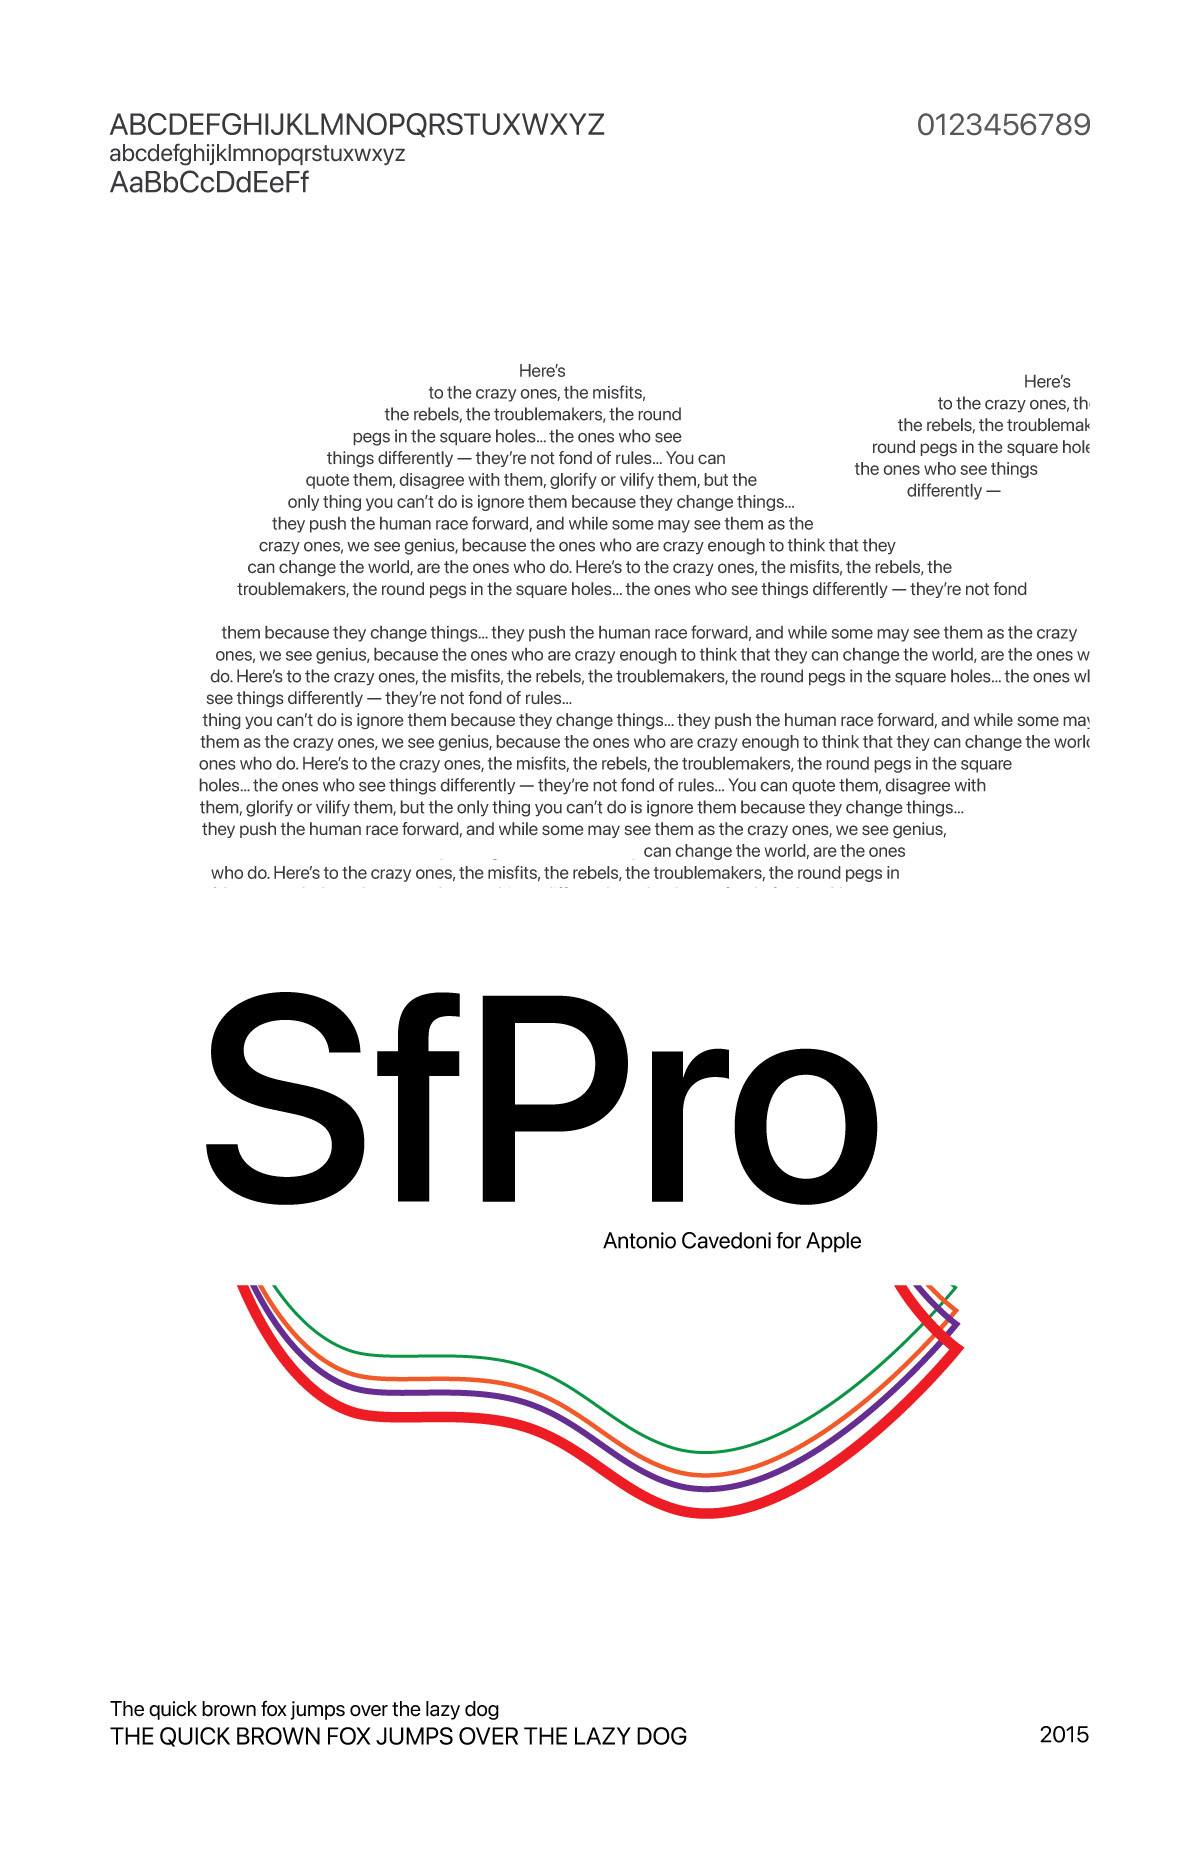 ABCDEFGHIJKLMNOPQRSTUXWXYZ
abcdefghijklmnopqrstuxwxyz
AaBbCcDdEeFf
0123456789
Here’s
to the crazy ones, the misfits,
the rebels, the troublemakers, the round
pegs in the square holes... the ones who see
things differently — they’re not fond of rules... You can
quote them, disagree with them, glorify or vilify them, but the
only thing you can’t do is ignore them because they change things...
they push the human race forward, and while some may see them as the
crazy ones, we see genius, because the ones who are crazy enough to think that they
can change the world, are the ones who do. Here’s to the crazy ones, the misfits, the rebels, the
troublemakers, the round pegs in the square holes... the ones who see things differently — they’re not fond
Here’s
to the crazy ones,
the rebels, the
round pegs in the square
the ones who see things
differently —
them because they change things... they push the human race forward, and while some may see them as the crazy
ones, we see genius, because the ones who are crazy enough to think that they can change the world, are the ones
do. Here’s to the crazy ones, the misfits, the rebels, the troublemakers, the round pegs in the square holes... the ones
see things differently — they’re not fond of rules...
thing you can’t do is ignore them because they change things... they push the human race forward, and while some may
them as the crazy ones, we see genius, because the ones who are crazy enough to think that they can change the
ones who do. Here’s to the crazy ones, the misfits, the rebels, the troublemakers, the round pegs in the square
holes... the ones who see things differently — they’re not fond of rules... You can quote them, disagree with
them, glorify or vilify them, but the only thing you can’t do is ignore them because they change things...
they push the human race forward, and while some may see them as the crazy ones, we see genius,
can change the world, are the ones
who do. Here’s to the crazy ones, the misfits, the rebels, the troublemakers, the round pegs in
SfPro
Antonio Cavedoni for Apple
The quick brown fox jumps over the lazy dog
THE QUICK BROWN FOX JUMPS OVER THE LAZY DOG
2015